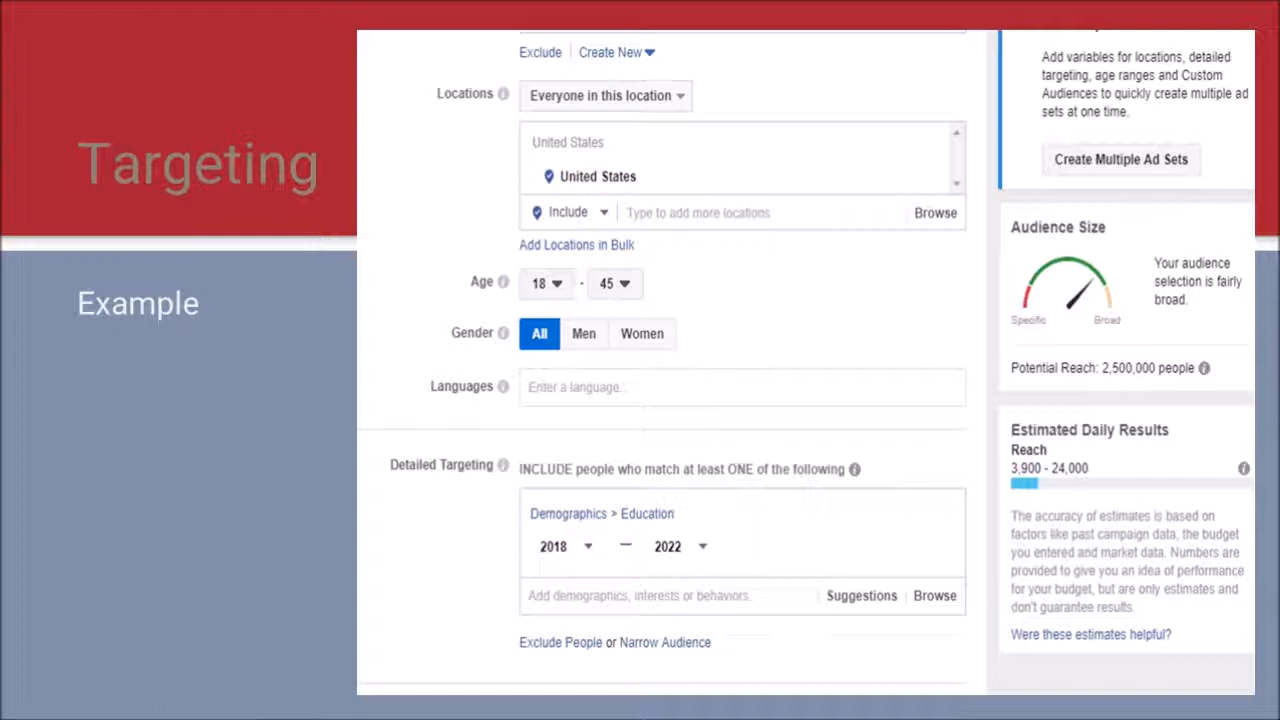 Targeting
Example
Exclude Create New
Locations Everyone in this location
United States
United States
Include Type to add more locations Browse
Add Locations in Bulk
Age 18 - 45
Gender All Men Women
Languages Enter a language...
Detailed Targeting INCLUDE people who match at least ONE of the following
Demographics > Education
2018 — 2022
Add demographics, interests or behaviors Suggestions Browse
Exclude People or Narrow Audience
Add variables for locations, detailed
targeting, age ranges and Custom
Audiences to quickly create multiple ad
sets at one time.
Create Multiple Ad Sets
Audience Size
Your audience
selection is fairly
broad.
Specific Broad
Potential Reach: 2,500,000 people
Estimated Daily Results
Reach
3,900 - 24,000
The accuracy of estimates is based on
factors like past campaign data, the budget
you entered and market data. Numbers are
provided to give you an idea of performance
for your budget, but are only estimates and
don't guarantee results.
Were these estimates helpful?